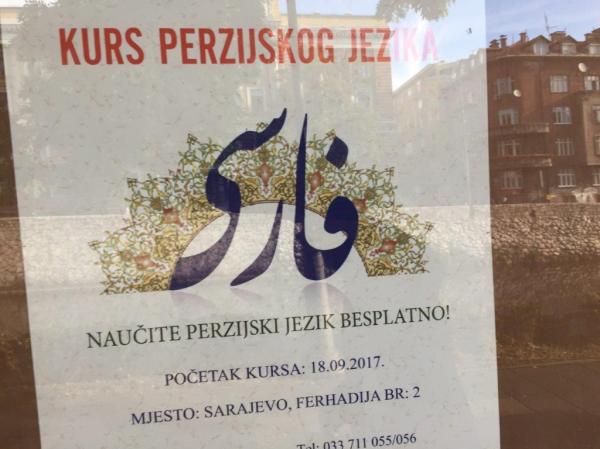 KURS PERZIJSKOG JEZIKA
فارسی
NAUČITE PERZIJSKI JEZIK BESPLATNO!
POČETAK KURSA: 18.09.2017.
MJESTO: SARAJEVO, FERHADIJA BR: 2
Tel: 033 711 055/056